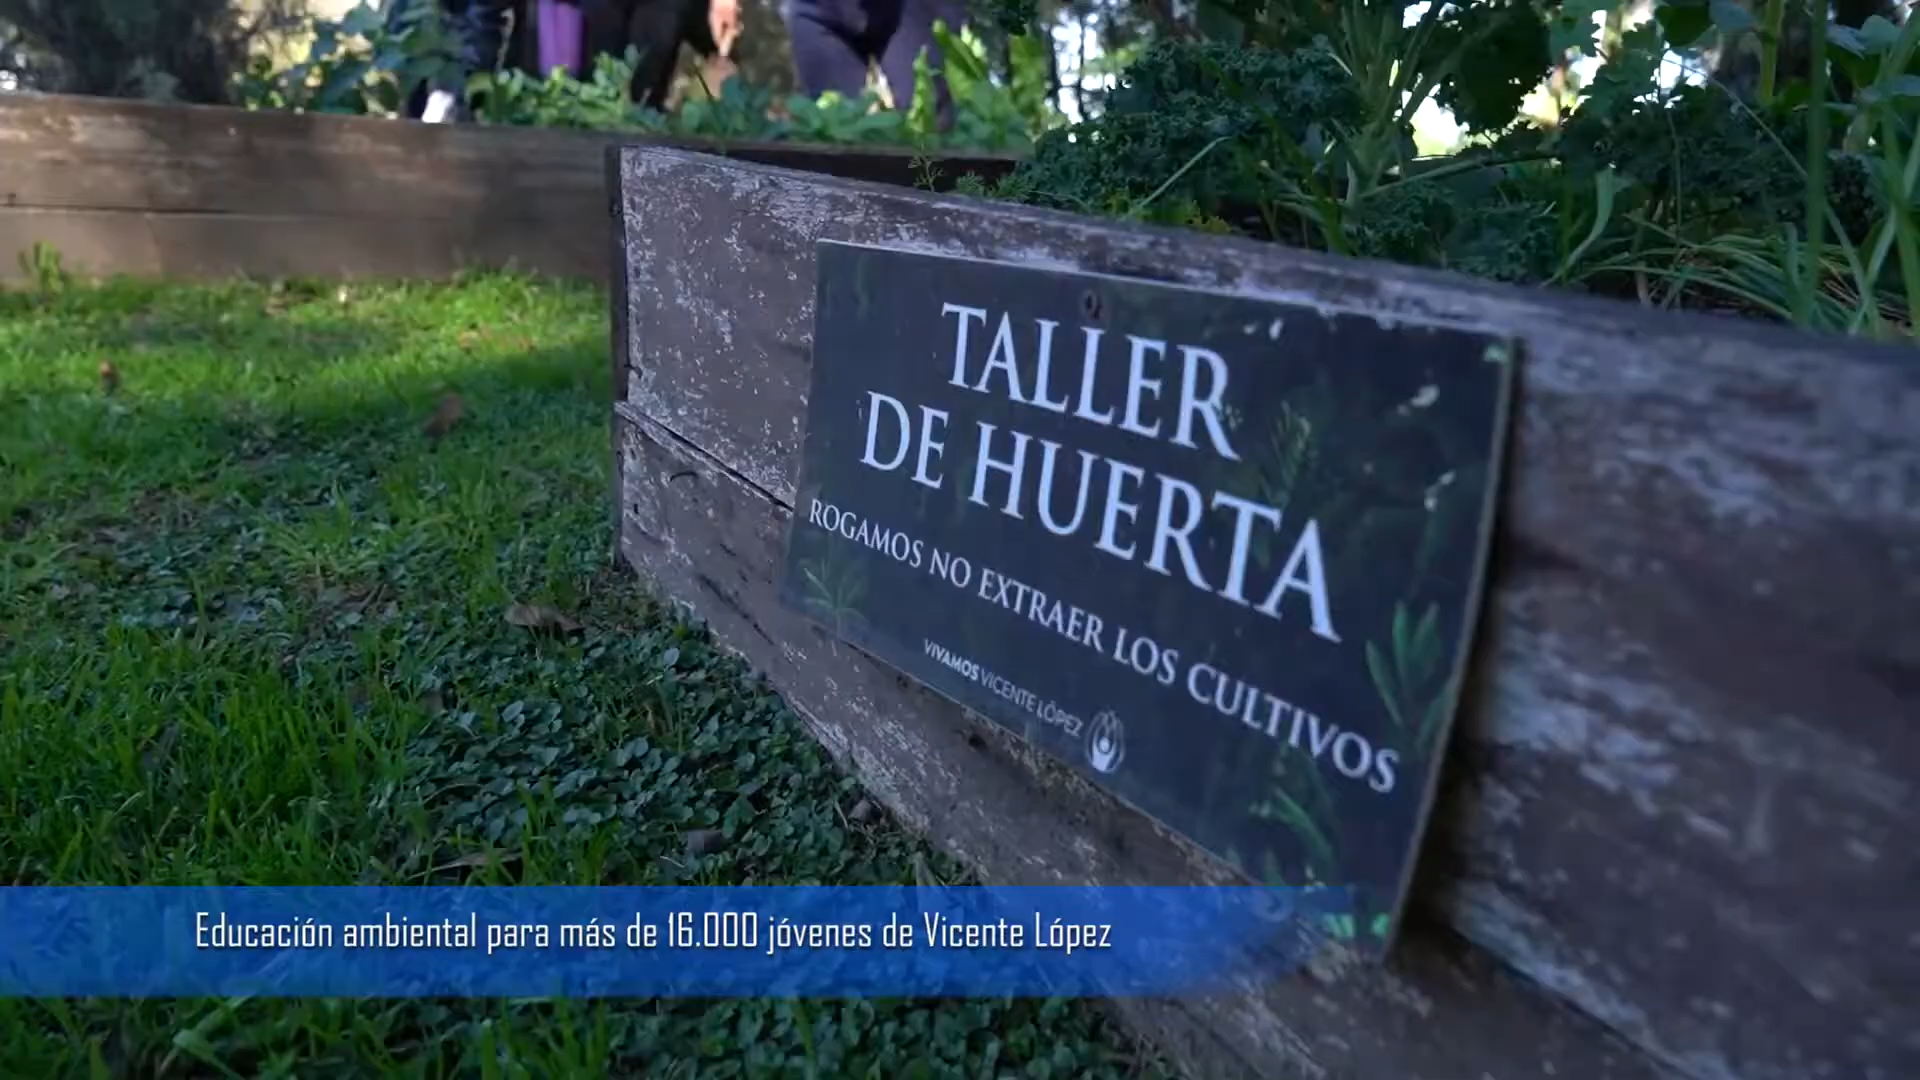 TALLER
DE HUERTA
ROGAMOS NO EXTRAER LOS CULTIVOS
VIVAMOS VICENTE LÓPEZ
Educación ambiental para más de 16.000 jóvenes de Vicente López